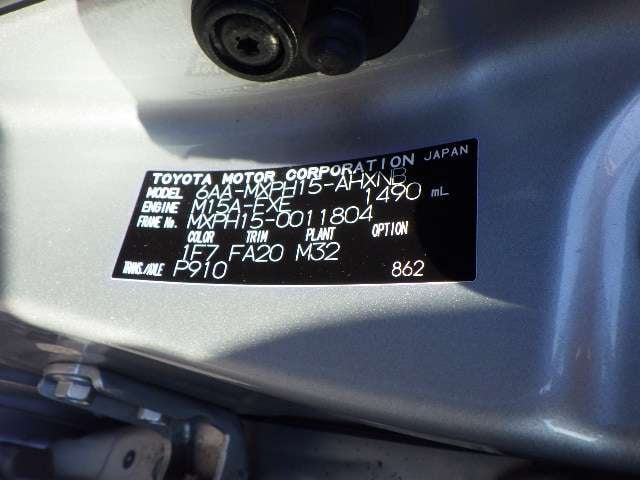 TOYOTA MOTOR CORPORATION JAPAN
MODEL 6AA-MXPH15-AHXNB
ENGINE M15A-FXE 1490 mL
FRAME No. MXPH15-0011804
COLOR TRIM PLANT OPTION
1F7 FA20 M32
TRANS./AXLE P910 862